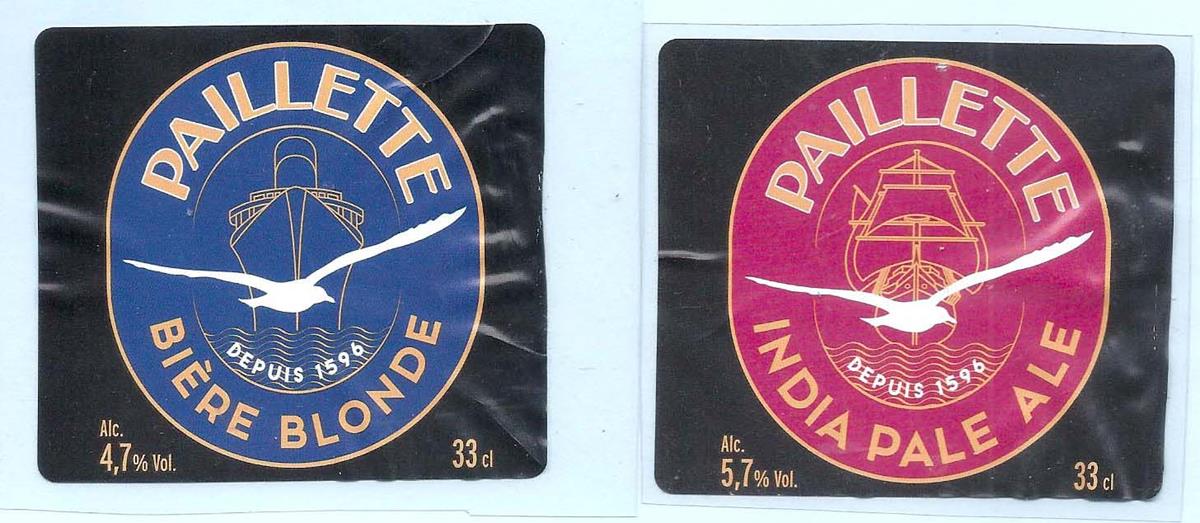 PAILLETTE
DEPUIS 1596
BIÈRE BLONDE
Alc.
4,7% Vol.
33 cl
PAILLETTE
DEPUIS 1596
INDIA PALE ALE
Alc.
5,7% Vol.
33 cl